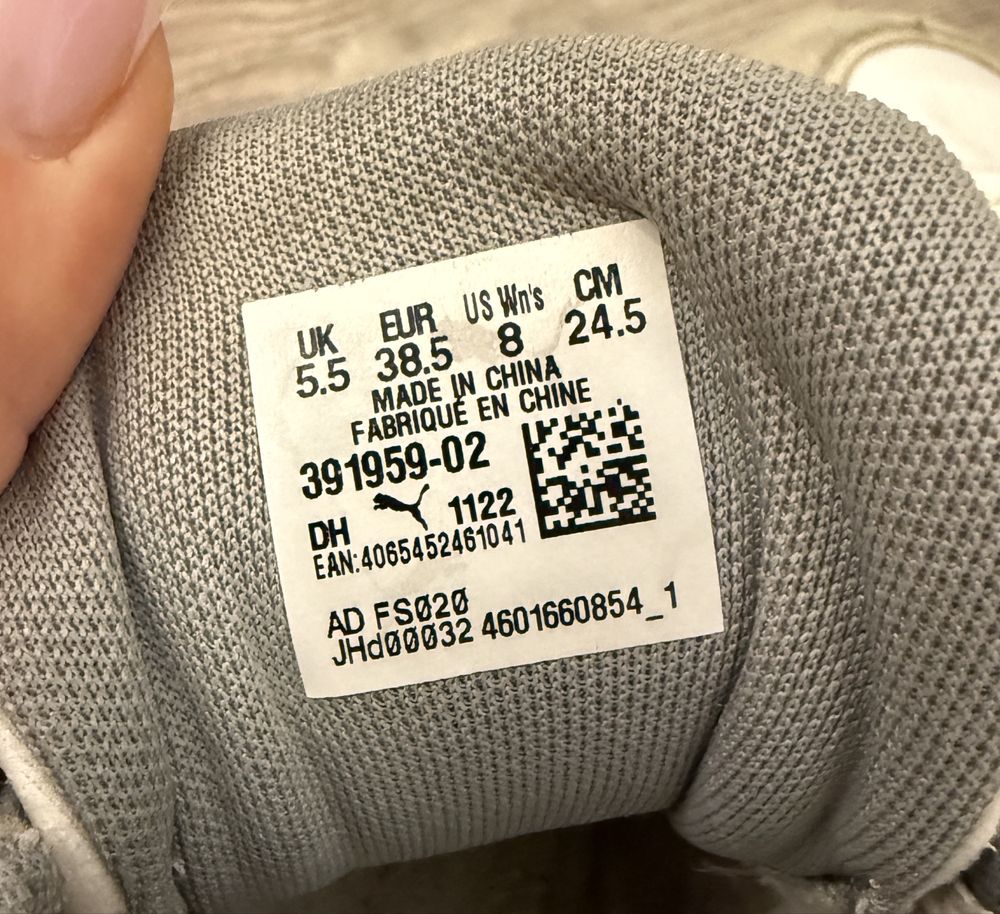 UK EUR US Wn's CM
5.5 38.5 8 24.5
MADE IN CHINA
FABRIQUÉ EN CHINE
391959-02
DH 1122
EAN:4065452461041
AD FSØ2Ø
JHdØØØ32 4601660854_1